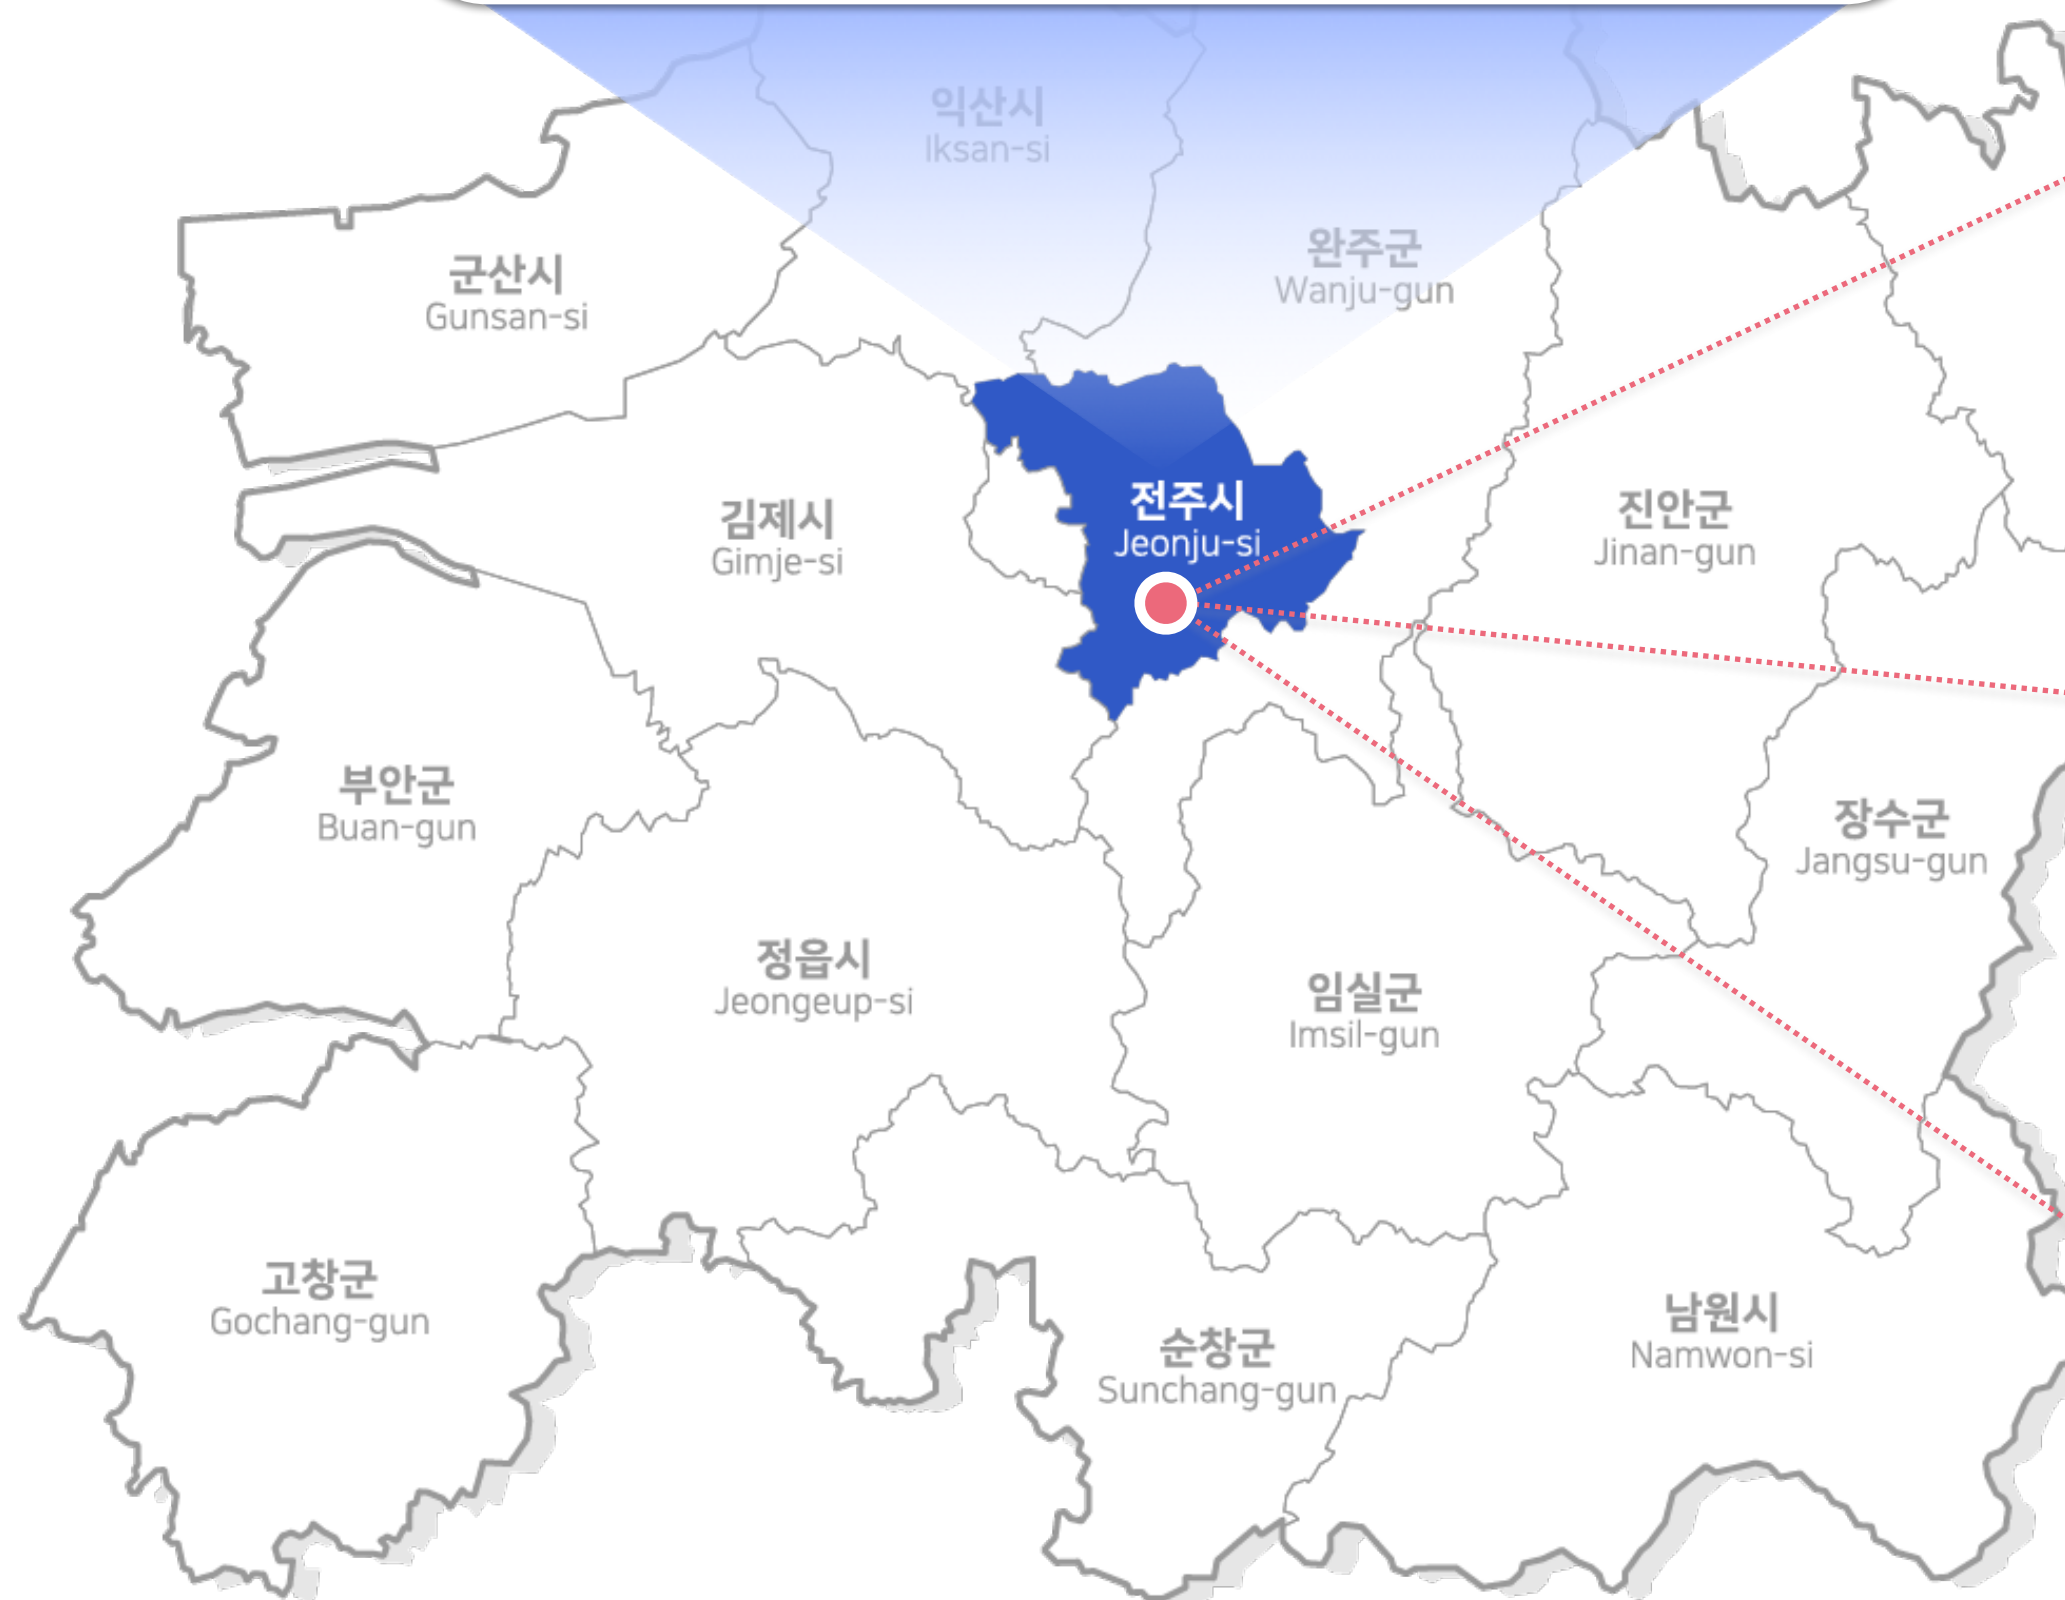 익산시
Iksan-si
군산시
Gunsan-si
완주군
Wanju-gun
전주시
Jeonju-si
김제시
Gimje-si
진안군
Jinan-gun
부안군
Buan-gun
장수군
Jangsu-gun
정읍시
Jeongeup-si
임실군
Imsil-gun
고창군
Gochang-gun
순창군
Sunchang-gun
남원시
Namwon-si